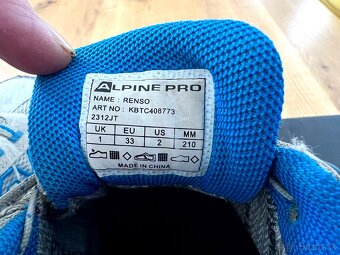 ALPINE PRO
NAME : RENSO
ART NO : KBTC408773
2312JT
UK EU US MM
1 33 2 210
MADE IN CHINA